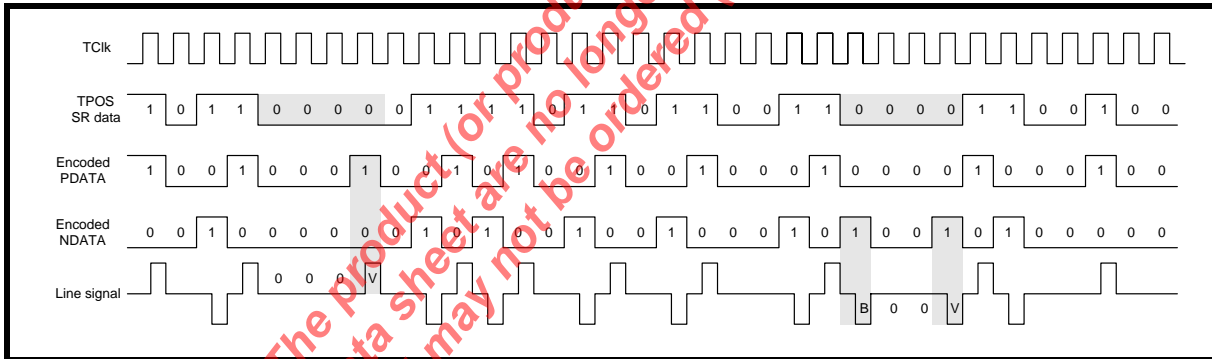 TClk
TPOS
SR data
1 0 1 1 0 0 0 0 0 1 1 1 1 0 1 1 0 1 1 0 0 1 1 0 0 0 0 1 1 0 0 1 0 0
Encoded
PDATA
1 0 0 1 0 0 0 1 0 0 1 0 1 0 0 1 0 0 1 0 0 0 1 0 0 0 0 1 0 0 0 1 0 0
Encoded
NDATA
0 0 1 0 0 0 0 0 0 1 0 1 0 0 1 0 0 1 0 0 0 1 0 1 0 0 1 0 1 0 0 0 0 0
Line signal
0 0 0 V B 0 0 V
The product (or produ
ta sheet are no longe
may not be ordered (